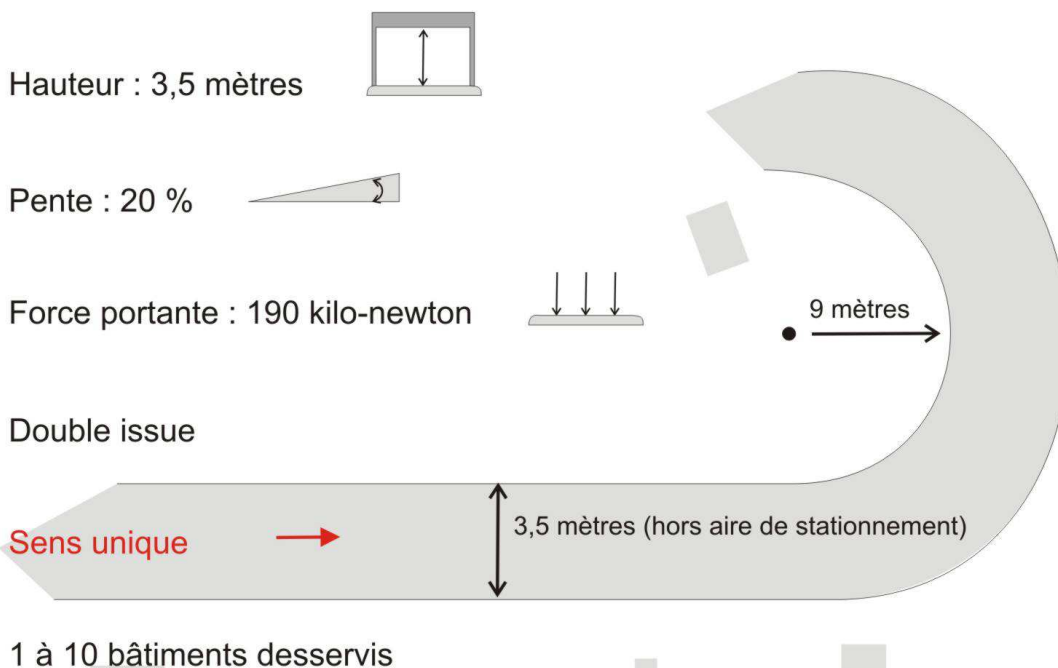 Hauteur : 3,5 mètres
Pente : 20 %
Force portante : 190 kilo-newton
9 mètres
Double issue
3,5 mètres (hors aire de stationnement)
Sens unique
1 à 10 bâtiments desservis